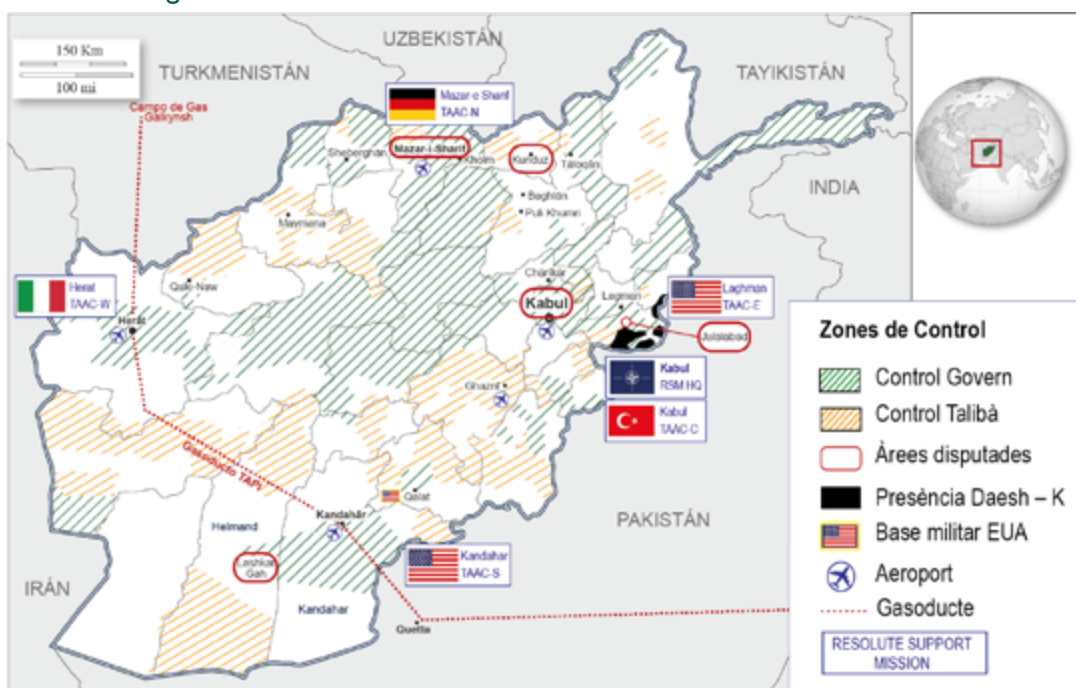 150 Km
100 mi
UZBEKISTÁN
TURKMENISTÁN
TAYIKISTÁN
Campo de Gas
Galkynsh
Mazar-e Sharif
TAAC-N
Sheberghan
Mazar-i-Sharif
Kholm
Kunduz
Taloqan
INDIA
Baghlan
Puli Khumri
Maymana
Qale-Naw
Charikar
Herat
TAAC-W
Kabul
Lagman
Laghman
TAAC-E
Herat
Jalalabad
Kabul
RSM HQ
Ghazni
Kabul
TAAC-C
Gasoducto TAPI
Qalat
PAKISTÁN
Helmand
Kandahār
Lashkar
Gah
Kandahar
TAAC-S
IRÁN
Kandahar
Quetta
Zones de Control
Control Govern
Control Talibà
Àrees disputades
Presència Daesh – K
Base militar EUA
Aeroport
Gasoducte
RESOLUTE SUPPORT
MISSION